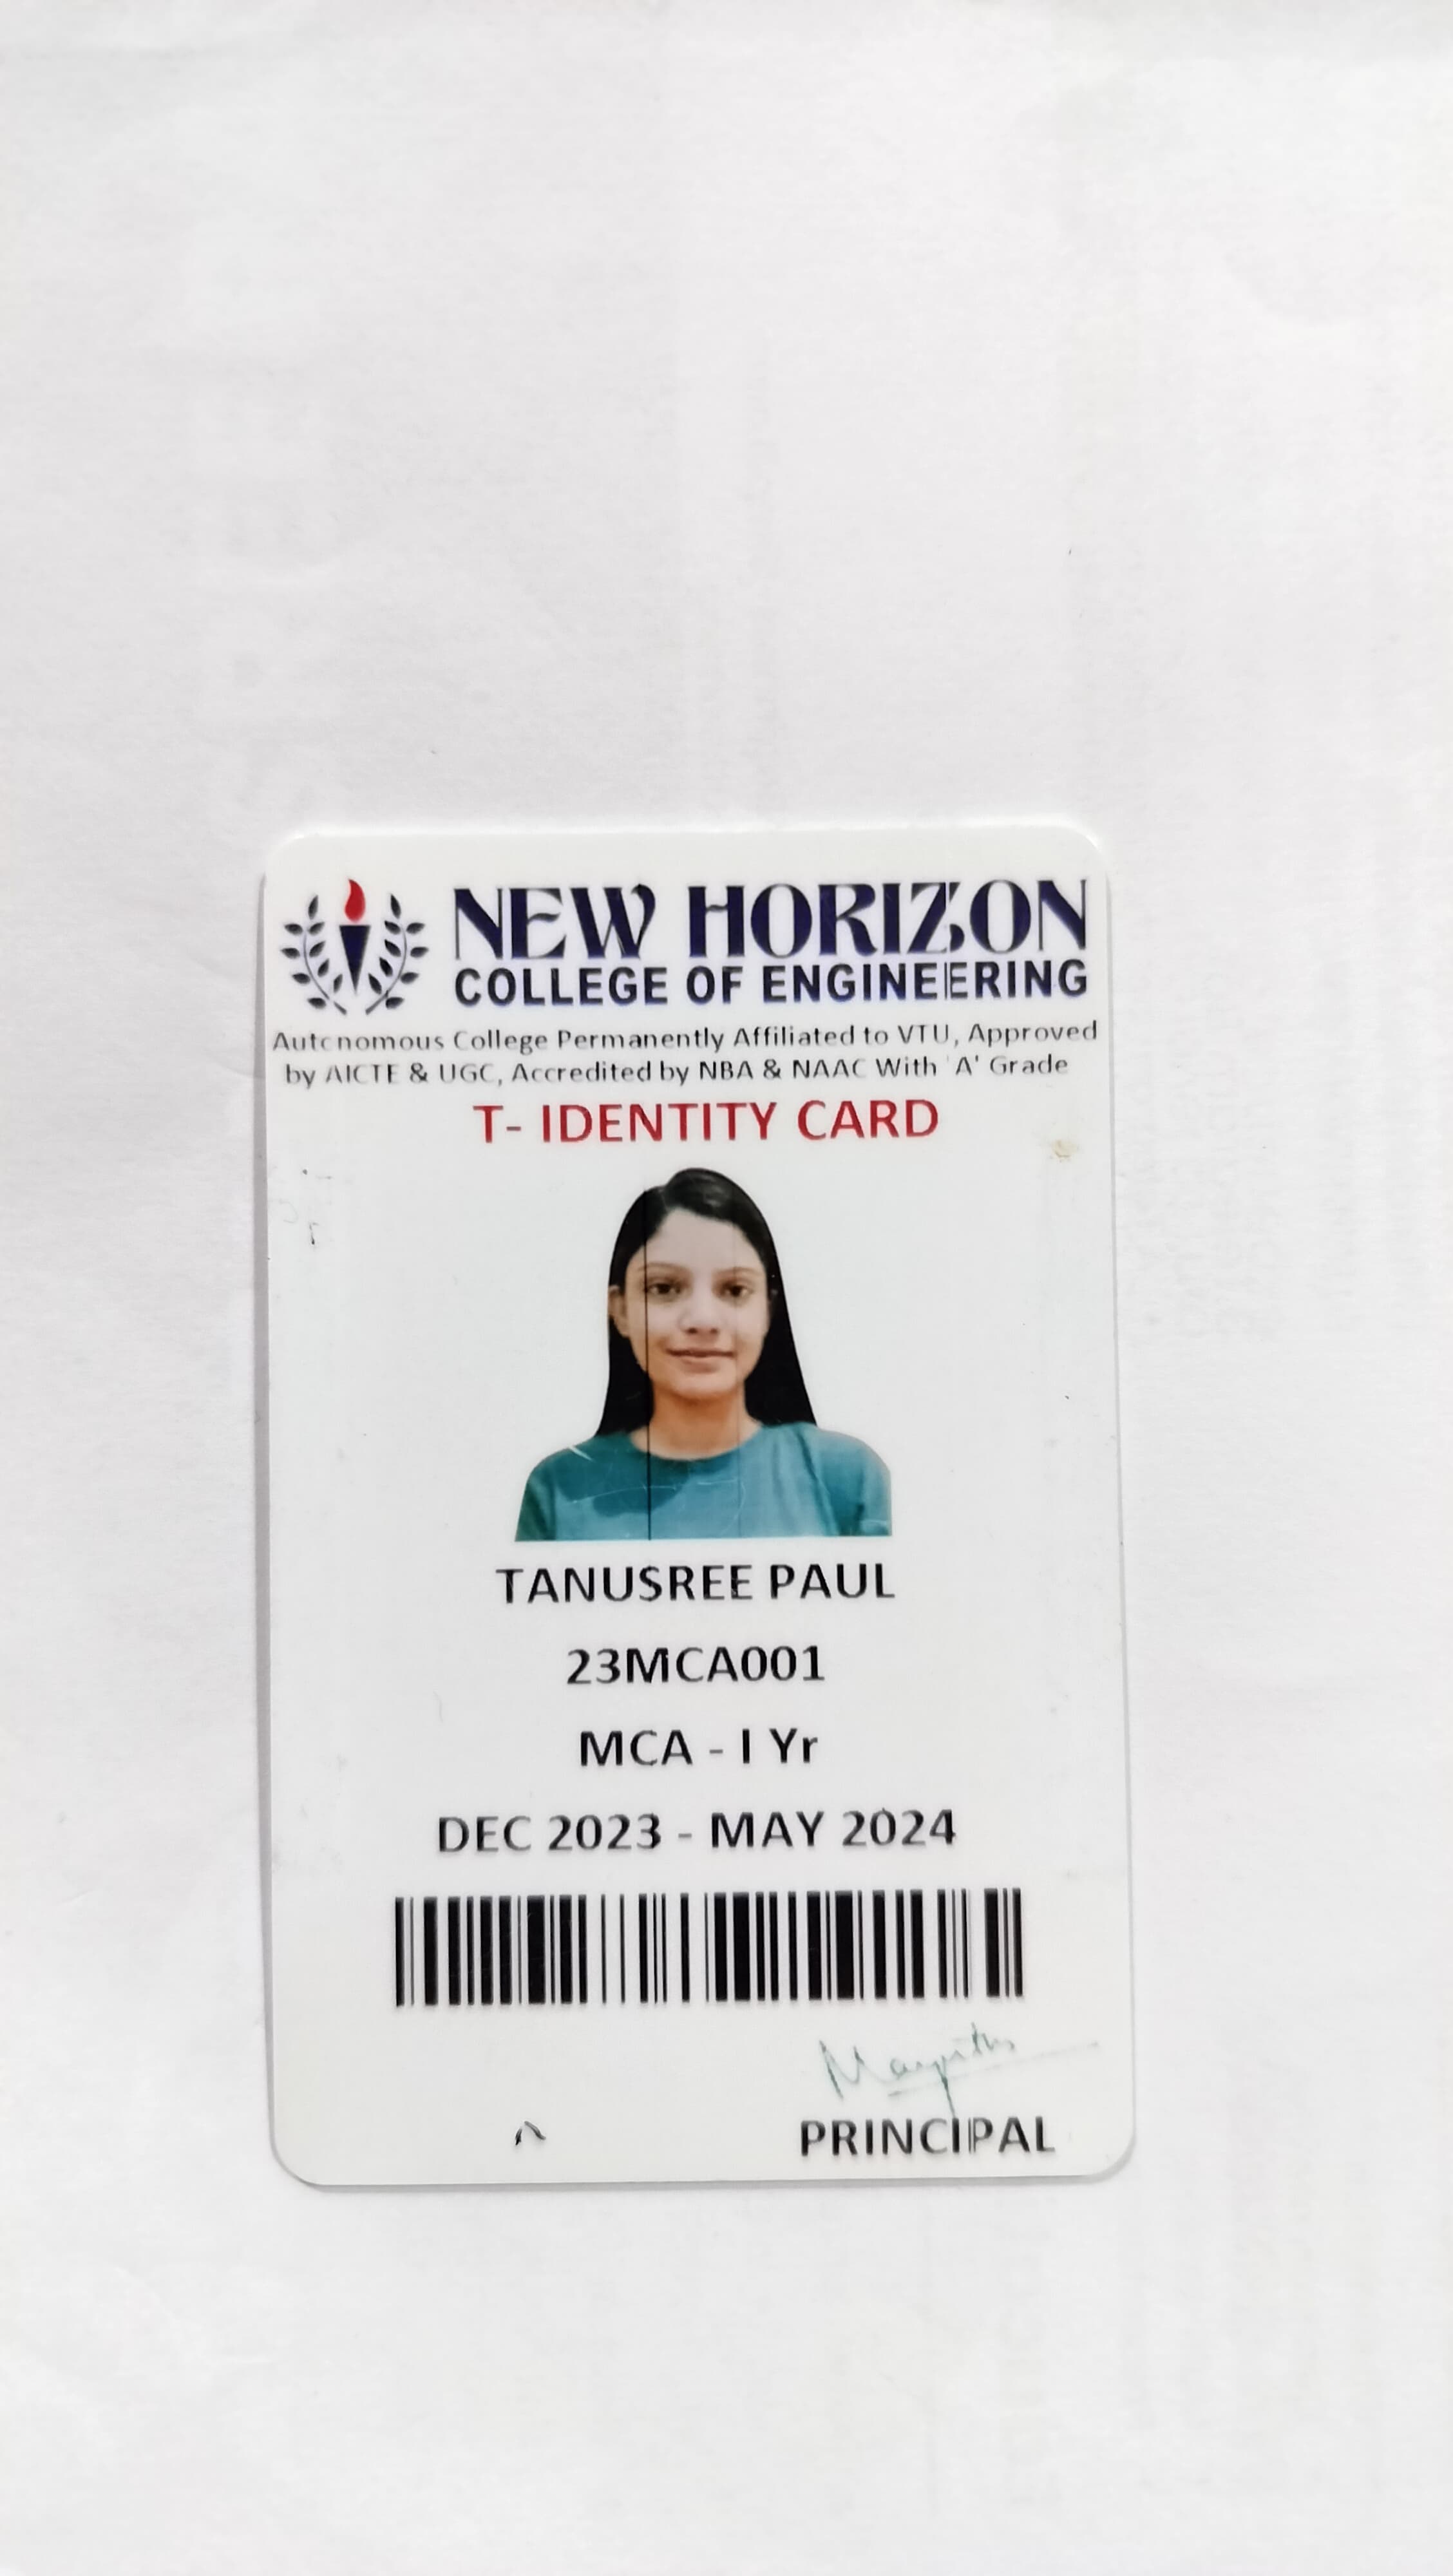 NEW HORIZON
COLLEGE OF ENGINEERING
Autonomous College Permanently Affiliated to VTU, Approved
by AICTE & UGC, Accredited by NBA & NAAC With 'A' Grade
T- IDENTITY CARD
TANUSREE PAUL
23MCA001
MCA - I Yr
DEC 2023 - MAY 2024
PRINCIPAL